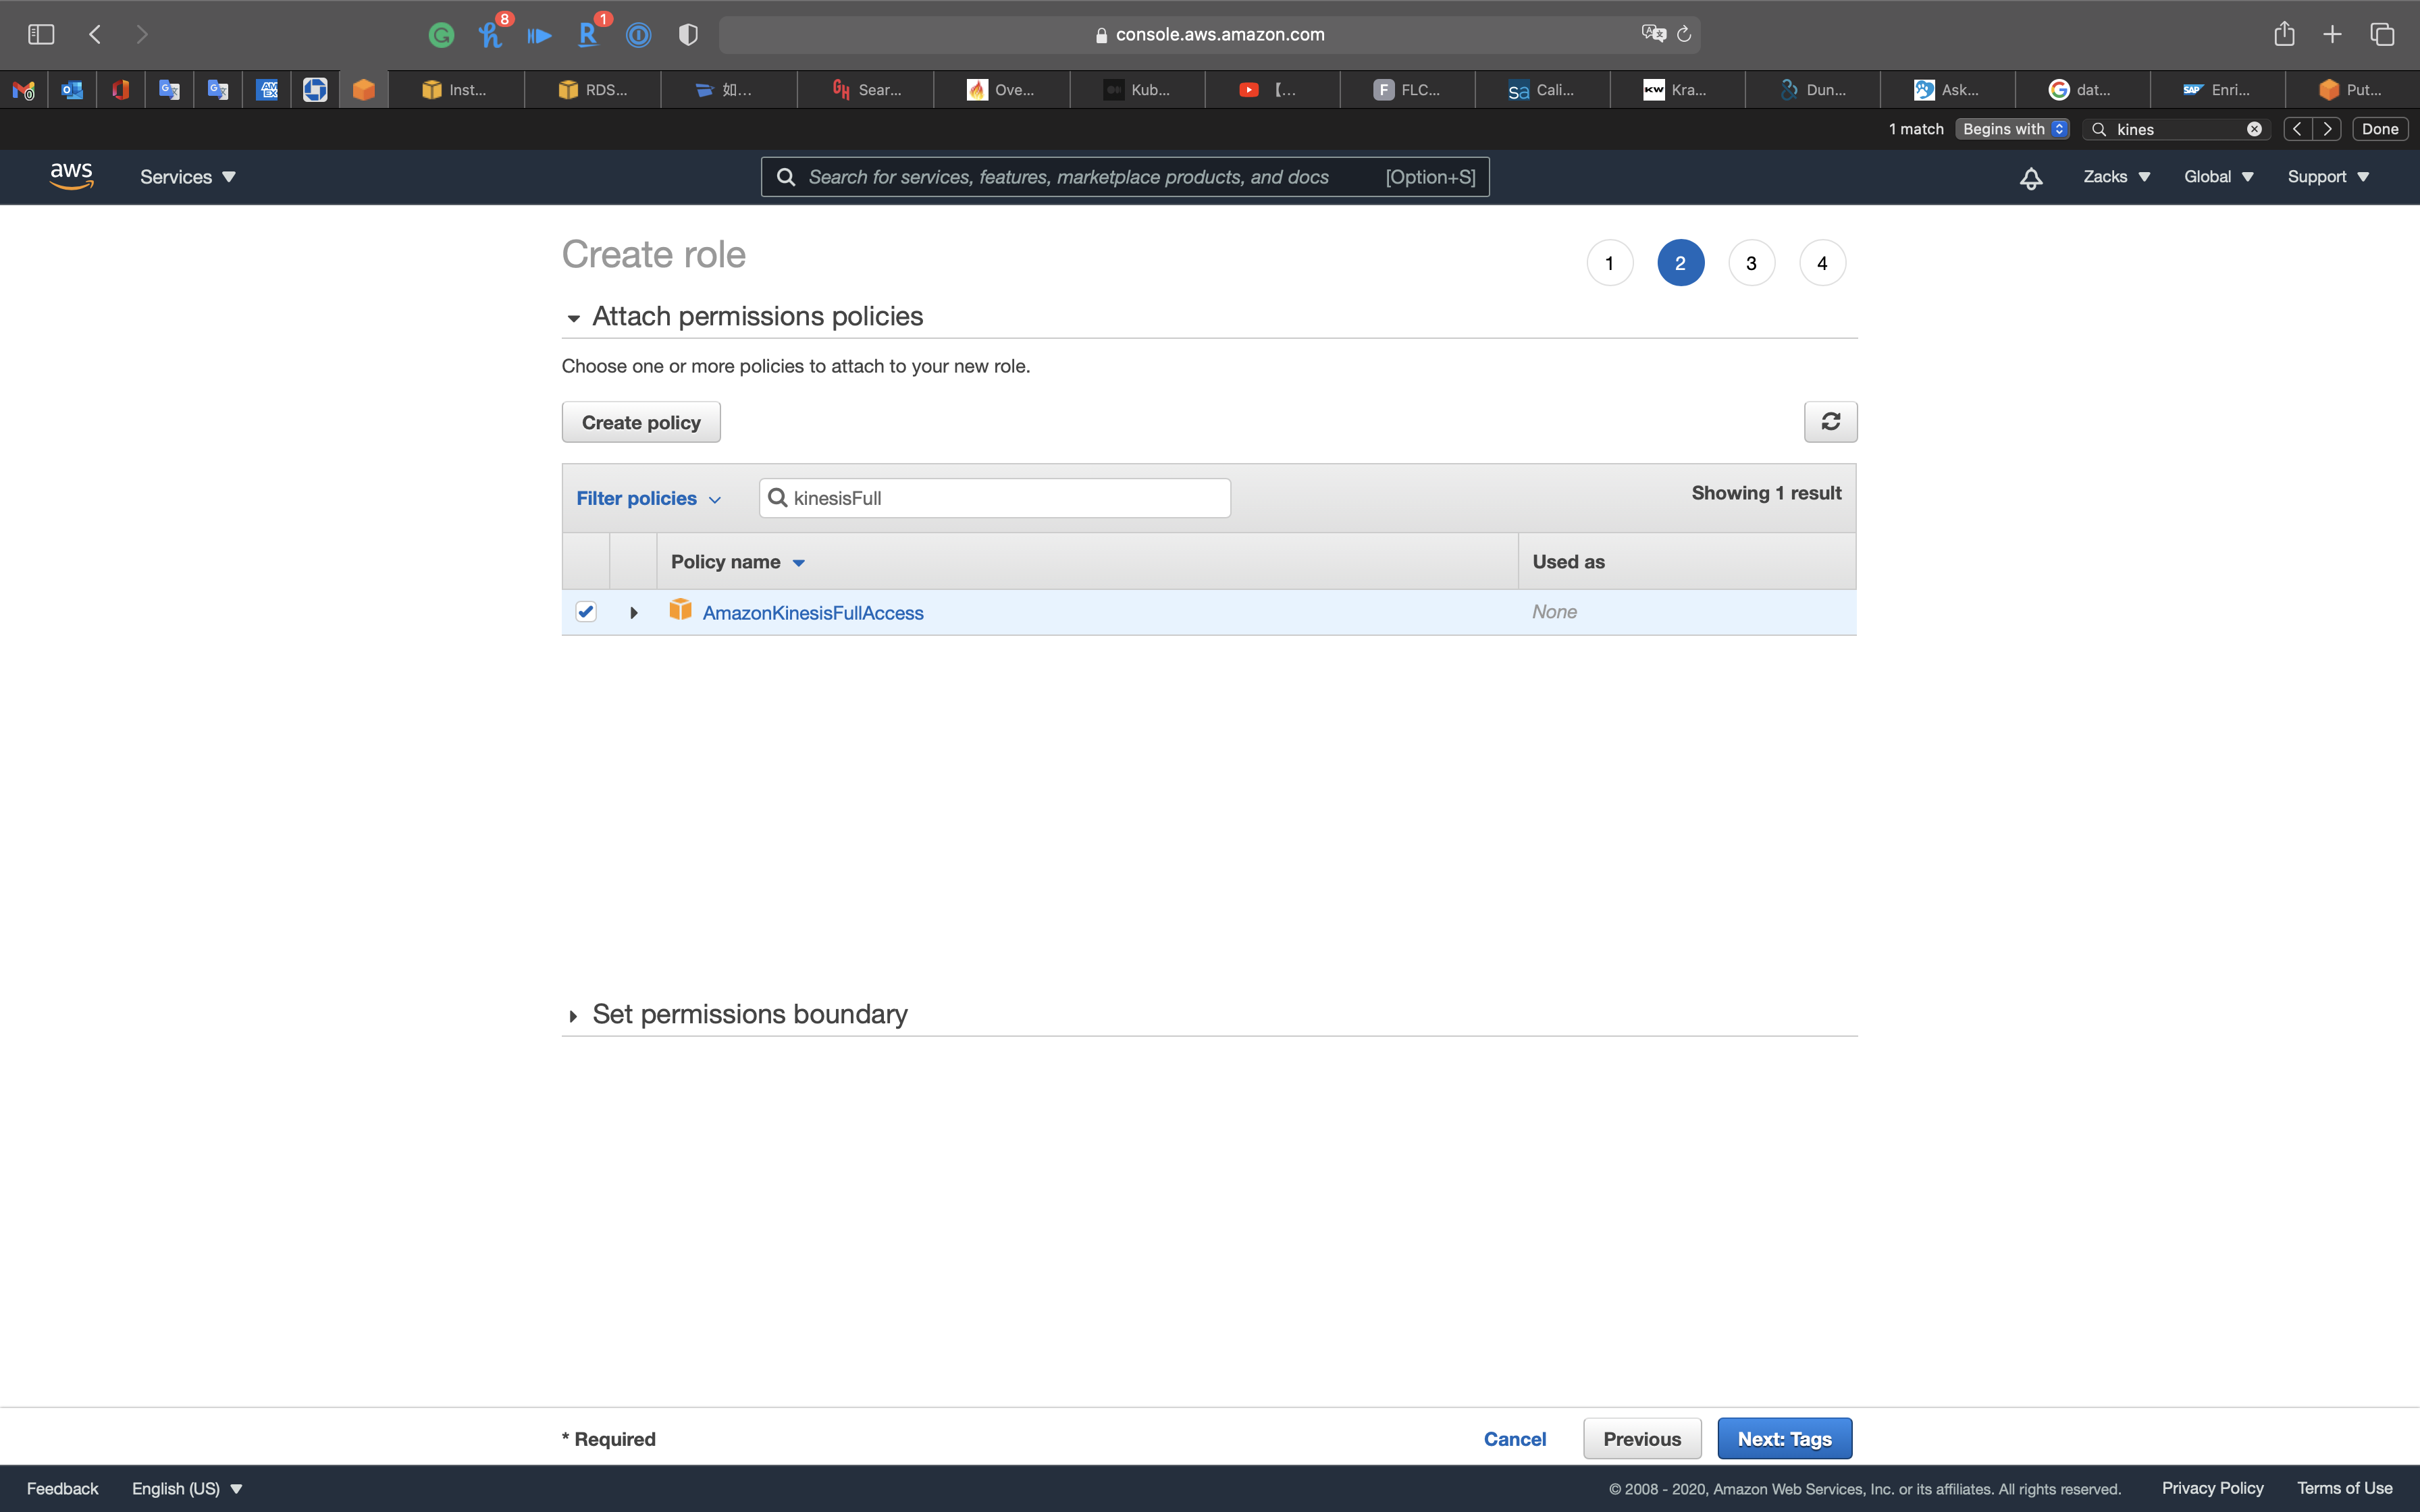 8
1
console.aws.amazon.com
Inst...
RDS...
如...
Sear...
Ove...
Kub...
【...
F FLC...
sa Cali...
KW Kra...
Dun...
Ask...
dat...
SAP Enri...
Put...
1 match
Begins with
kines
Done
aws
Services
Search for services, features, marketplace products, and docs
[Option+S]
Zacks
Global
Support
Create role
1
2
3
4
Attach permissions policies
Choose one or more policies to attach to your new role.
Create policy
Filter policies
kinesisFull
Showing 1 result
Policy name
Used as
AmazonKinesisFullAccess
None
Set permissions boundary
* Required
Cancel
Previous
Next: Tags
Feedback
English (US)
© 2008 - 2020, Amazon Web Services, Inc. or its affiliates. All rights reserved.
Privacy Policy
Terms of Use